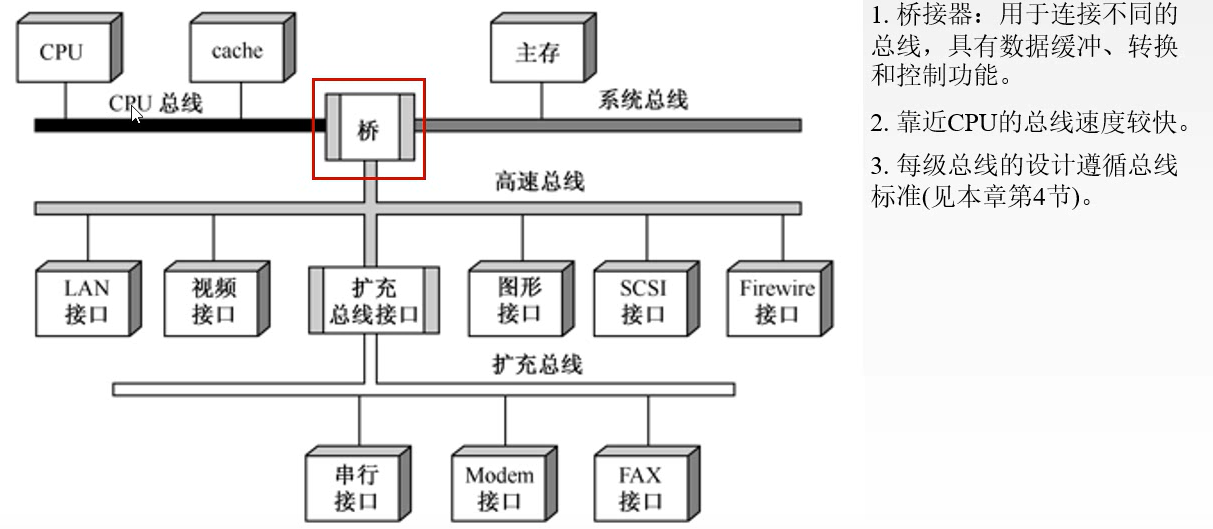 CPU
cache
主存
CPU 总线
系统总线
桥
高速总线
LAN
接口
视频
接口
扩充
总线接口
图形
接口
SCSI
接口
Firewire
接口
扩充总线
串行
接口
Modem
接口
FAX
接口
1. 桥接器：用于连接不同的
总线，具有数据缓冲、转换
和控制功能。
2. 靠近CPU的总线速度较快。
3. 每级总线的设计遵循总线
标准(见本章第4节)。